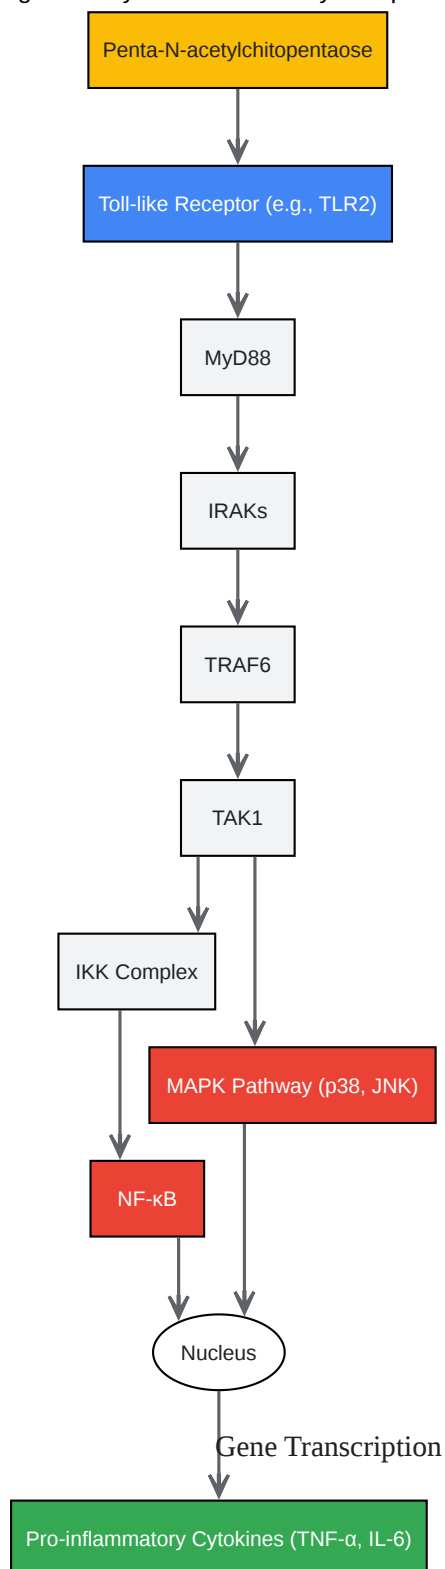 Penta-N-acetylchitopentaose
Toll-like Receptor (e.g., TLR2)
MyD88
IRAKs
TRAF6
TAK1
IKK Complex
MAPK Pathway (p38, JNK)
NF-κB
Nucleus
Gene Transcription
Pro-inflammatory Cytokines (TNF-α, IL-6)